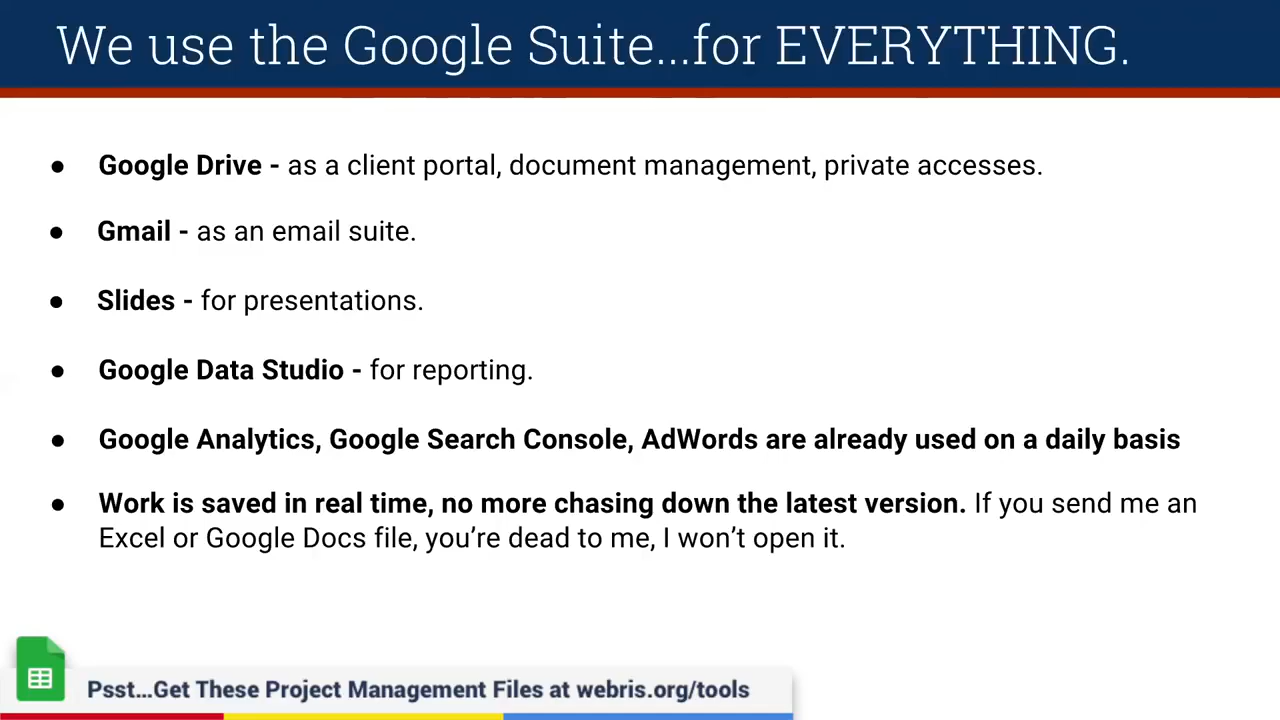 We use the Google Suite...for EVERYTHING.
● Google Drive - as a client portal, document management, private accesses.
● Gmail - as an email suite.
● Slides - for presentations.
● Google Data Studio - for reporting.
● Google Analytics, Google Search Console, AdWords are already used on a daily basis
● Work is saved in real time, no more chasing down the latest version. If you send me an
Excel or Google Docs file, you’re dead to me, I won’t open it.
Psst...Get These Project Management Files at webris.org/tools